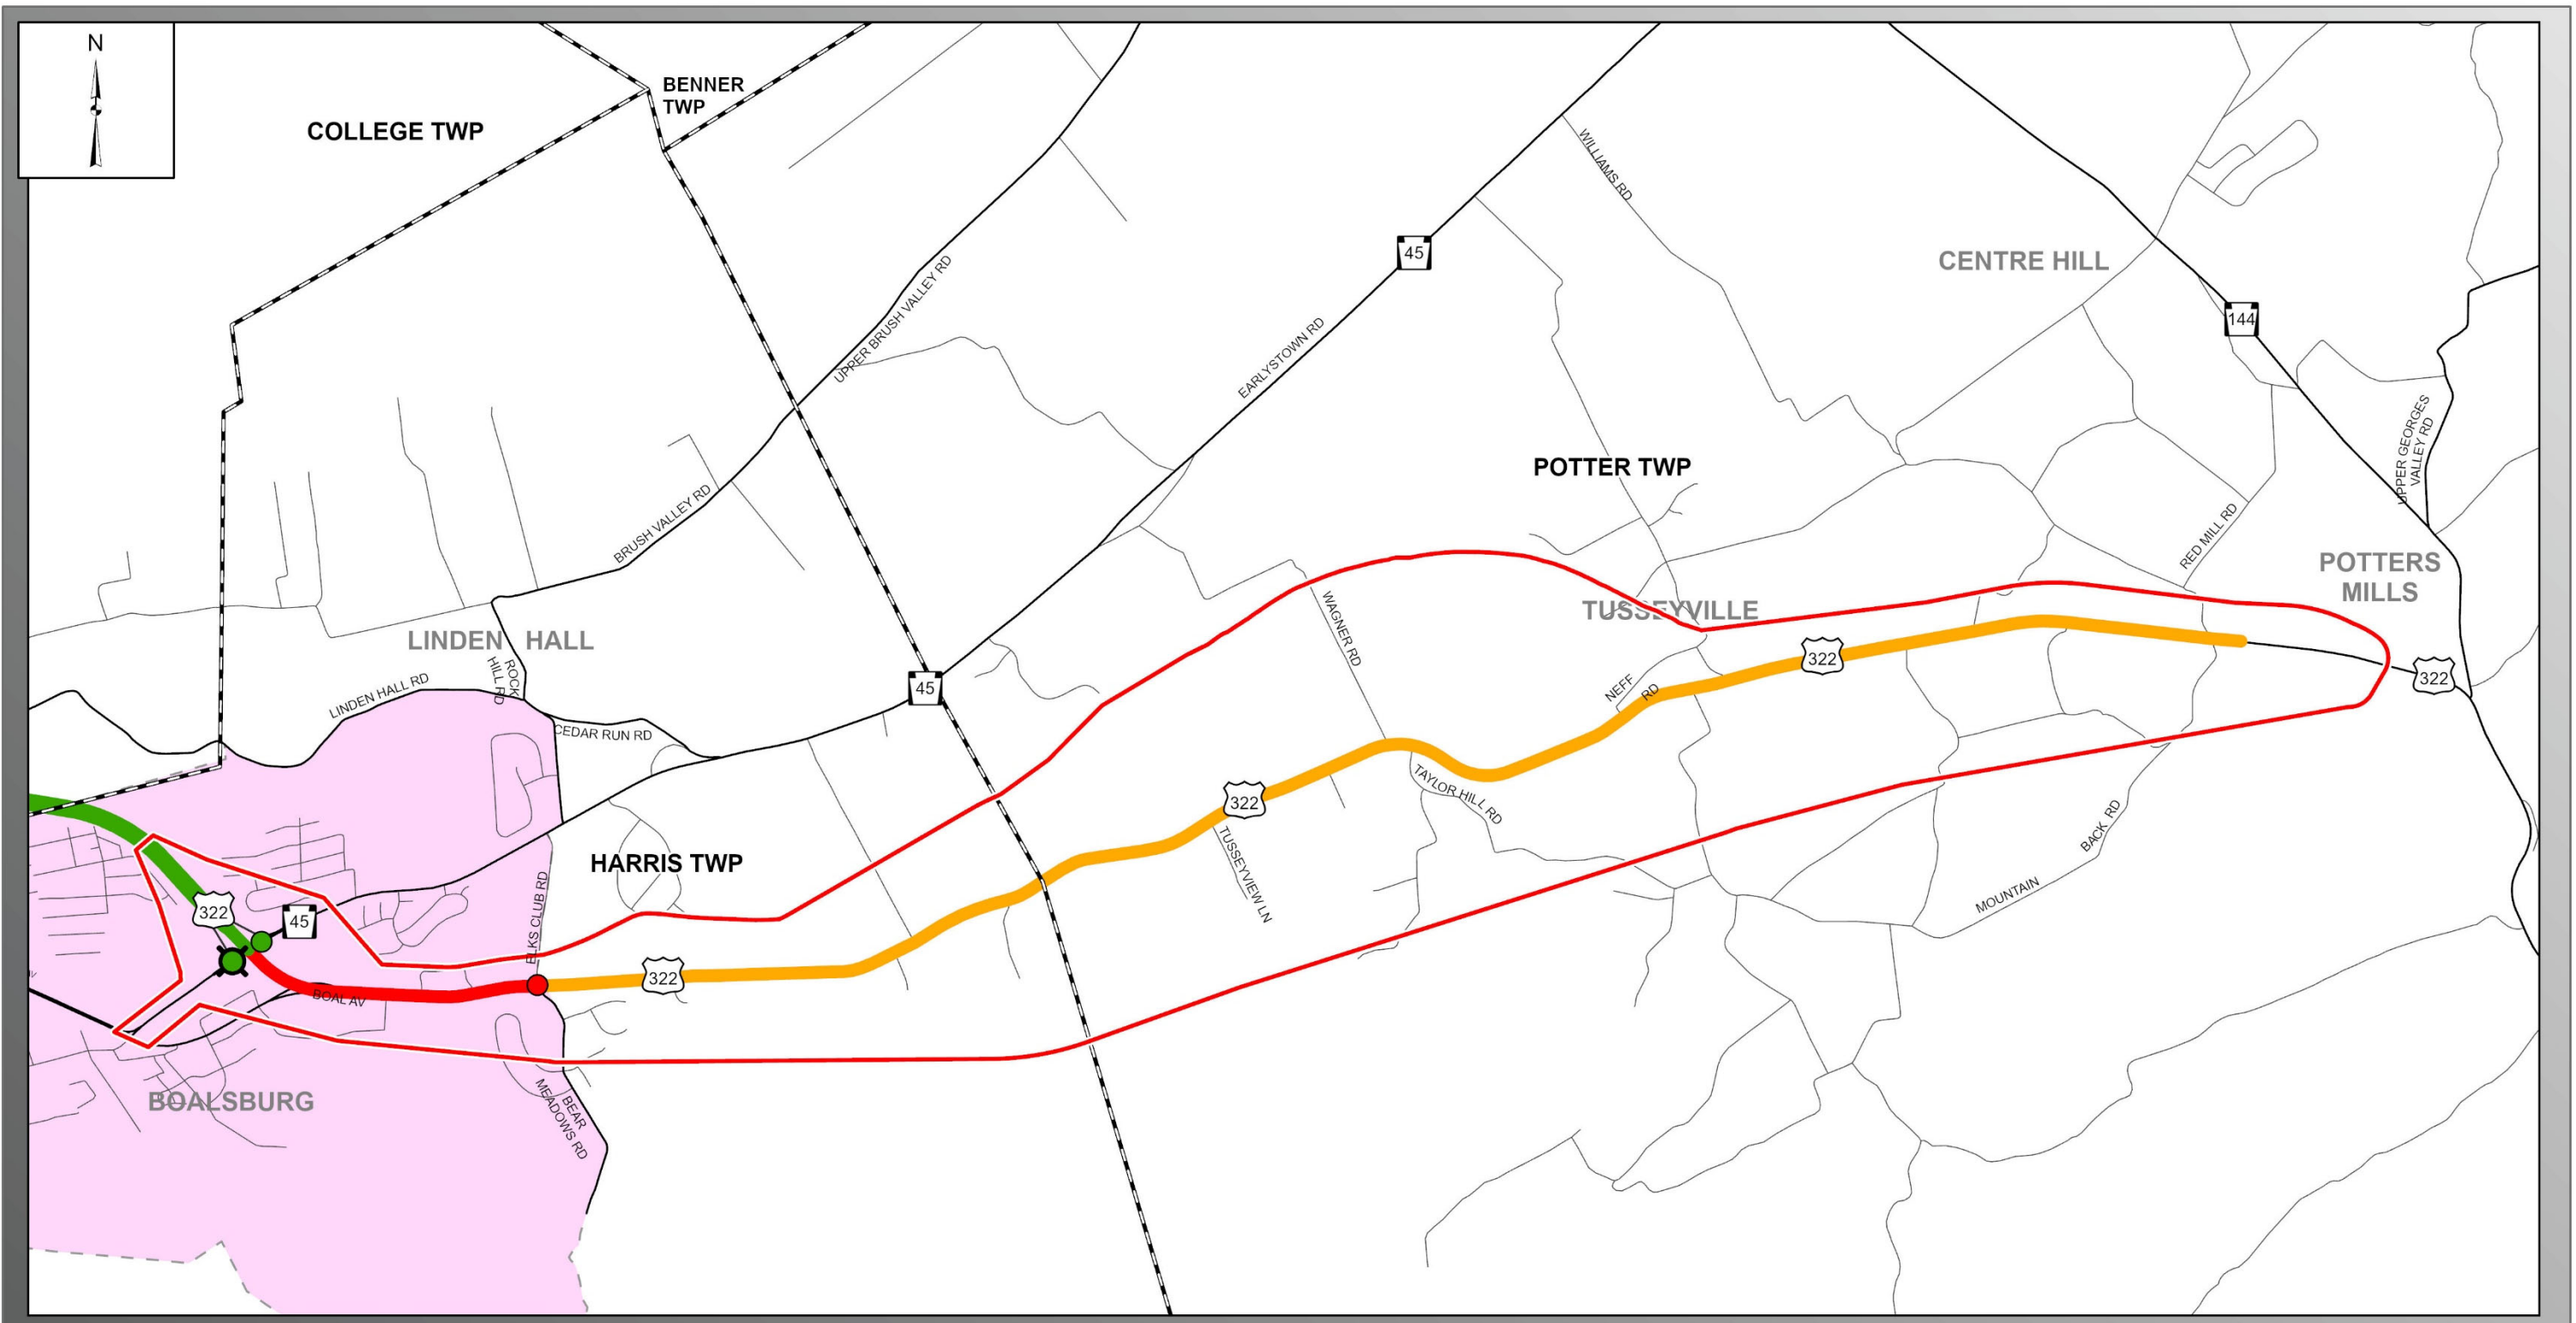 N
BENNER
TWP
COLLEGE TWP
WILLIAMS RD
45
CENTRE HILL
UPPER BRUSH VALLEY RD
144
EARLYSTOWN RD
UPPER GEORGES
VALLEY RD
POTTER TWP
BRUSH VALLEY RD
RED MILL RD
POTTERS
MILLS
TUSSEYVILLE
LINDEN HALL
WAGNER RD
ROCK
HILL RD
LINDEN HALL RD
45
322
322
NEFF
RD
CEDAR RUN RD
TAYLOR HILL RD
322
TUSSEYVIEW LN
BACK RD
MOUNTAIN
HARRIS TWP
ELKS CLUB RD
322
45
322
BOAL AV
BOALSBURG
BEAR
MEADOWS RD